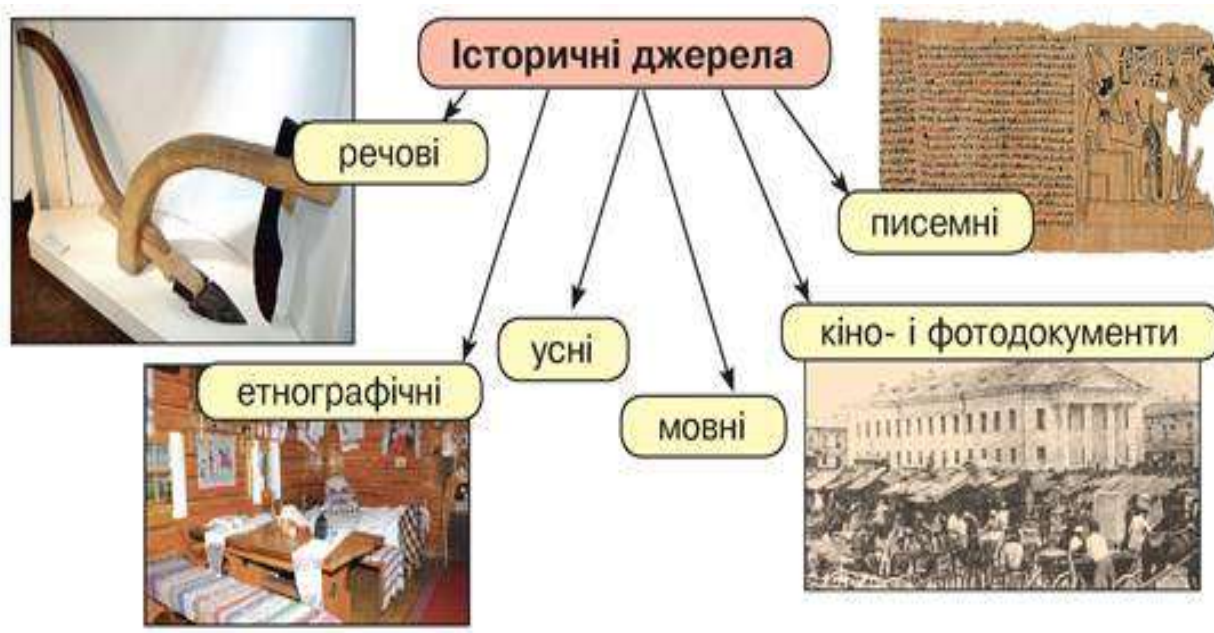 Історичні джерела
речові
писемні
усні
кіно- і фотодокументи
етнографічні
мовні